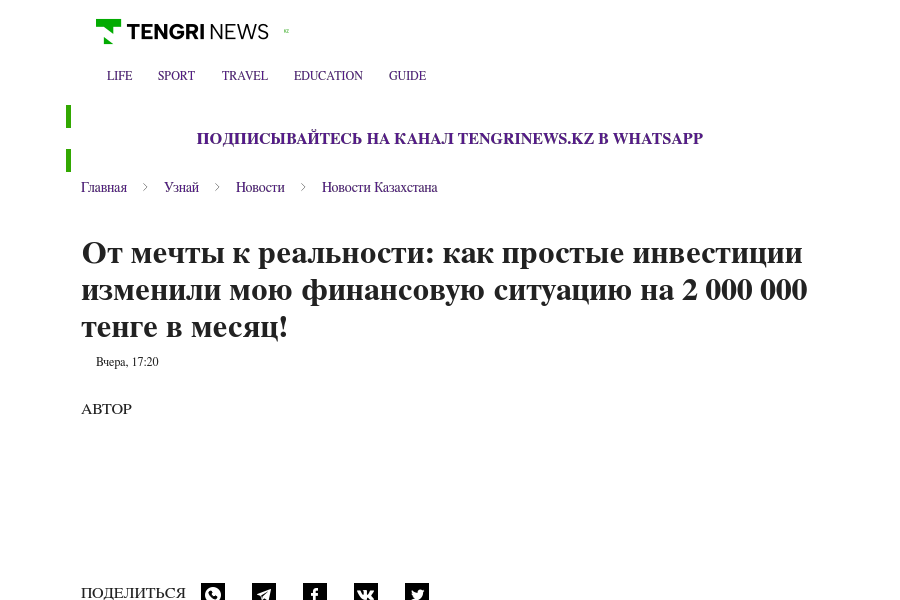 TENGRI NEWS KZ
LIFE SPORT TRAVEL EDUCATION GUIDE
ПОДПИСЫВАЙТЕСЬ НА КАНАЛ TENGRINEWS.KZ В WHATSAPP
Главная Узнай Новости Новости Казахстана
От мечты к реальности: как простые инвестиции
изменили мою финансовую ситуацию на 2 000 000
тенге в месяц!
Вчера, 17:20
АВТОР
ПОДЕЛИТЬСЯ